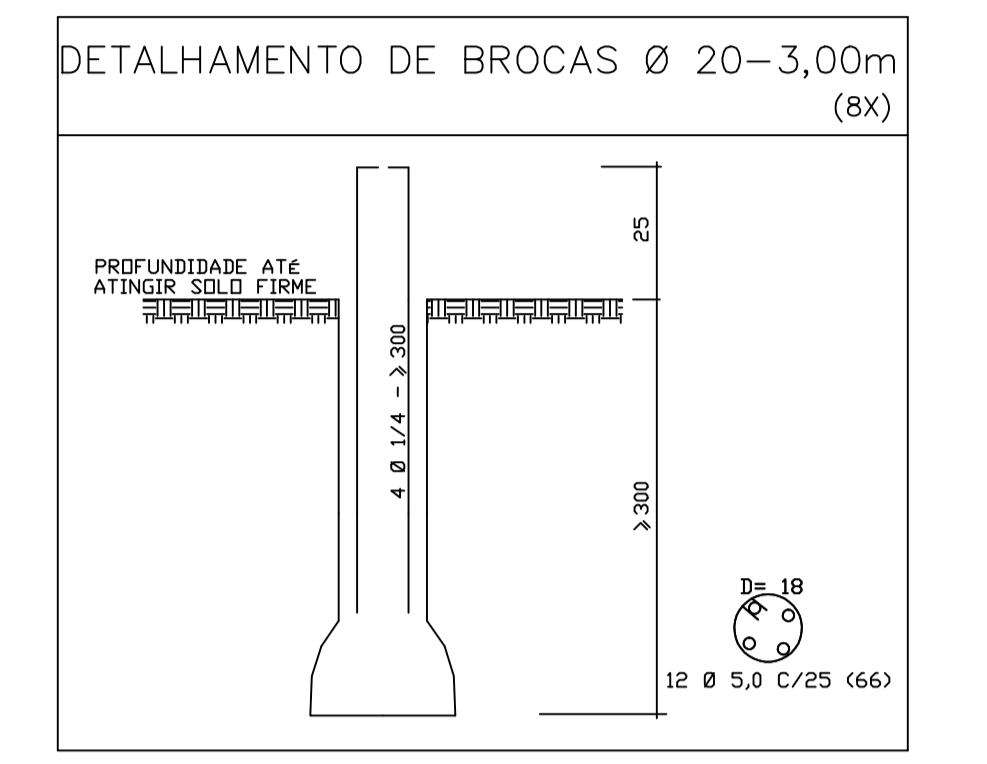 DETALHAMENTO DE BROCAS Ø 20-3,00m
(8X)
25
PROFUNDIDADE ATÉ
ATINGIR SOLO FIRME
4 Ø 1/4 - ⩾300
⩾300
D= 18
12 Ø 5,0 C/25 (66)